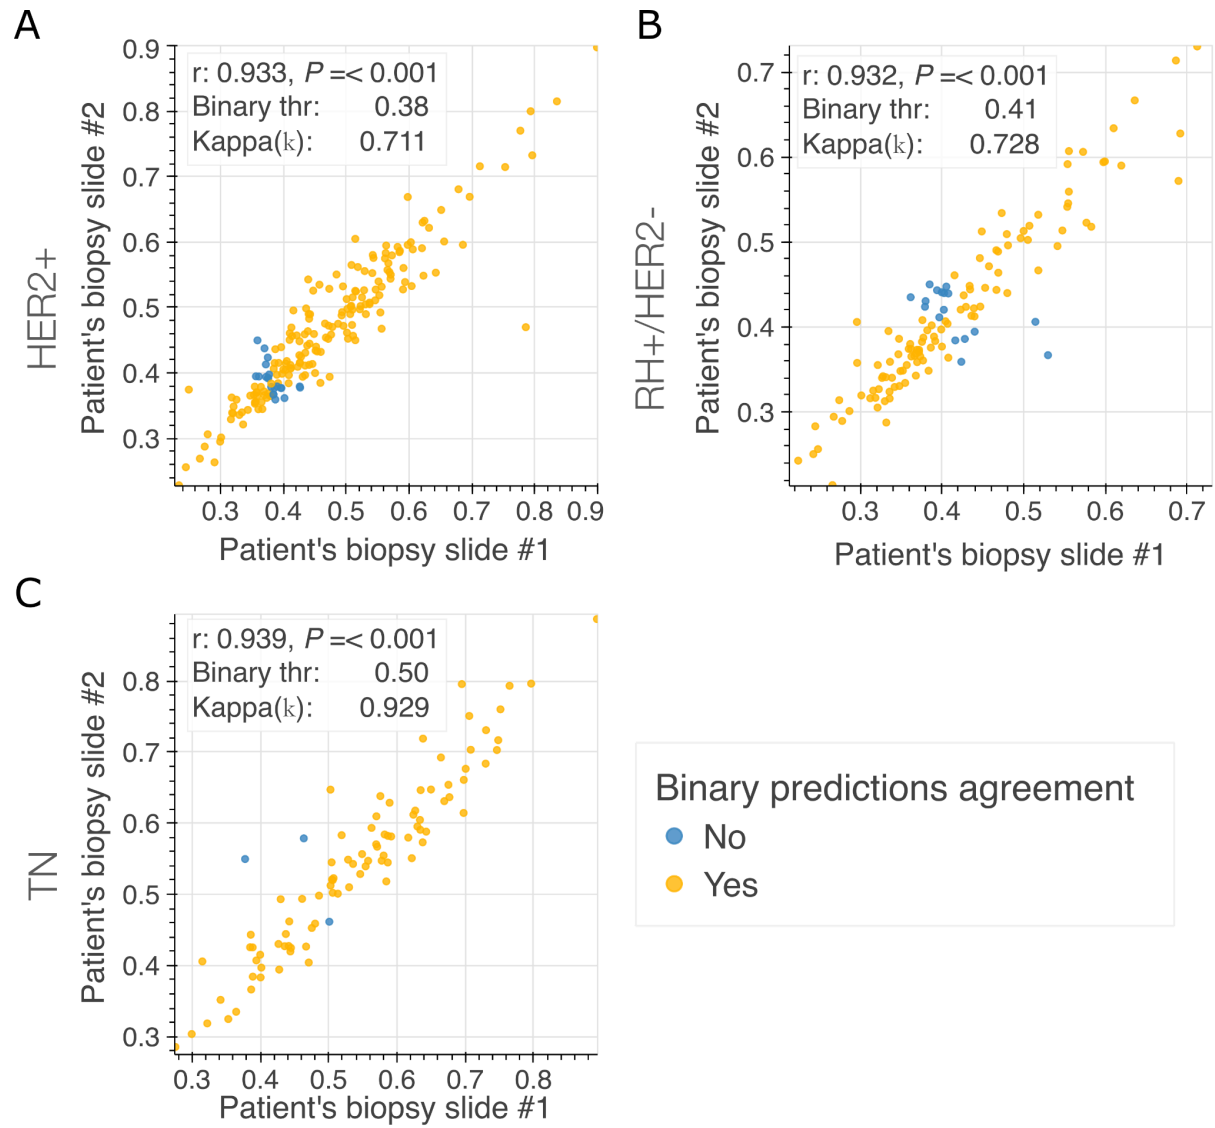 A
HER2+
Patient's biopsy slide #2
0.9
0.8
0.7
0.6
0.5
0.4
0.3
r: 0.933, P =< 0.001
Binary thr: 0.38
Kappa(k): 0.711
0.3 0.4 0.5 0.6 0.7 0.8 0.9
Patient's biopsy slide #1
B
RH+/HER2-
Patient's biopsy slide #2
0.7
0.6
0.5
0.4
0.3
r: 0.932, P =< 0.001
Binary thr: 0.41
Kappa(k): 0.728
0.3 0.4 0.5 0.6 0.7
Patient's biopsy slide #1
C
TN
Patient's biopsy slide #2
0.8
0.7
0.6
0.5
0.4
0.3
r: 0.939, P =< 0.001
Binary thr: 0.50
Kappa(k): 0.929
0.3 0.4 0.5 0.6 0.7 0.8
Patient's biopsy slide #1
Binary predictions agreement
No
Yes